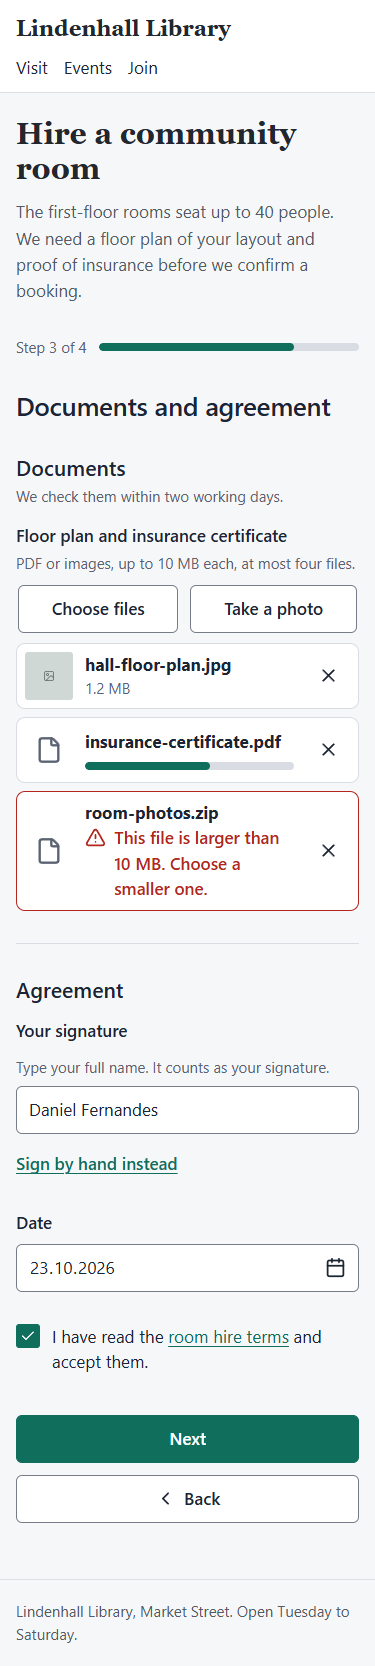 Lindenhall Library
Visit Events Join
Hire a community
room
The first-floor rooms seat up to 40 people.
We need a floor plan of your layout and
proof of insurance before we confirm a
booking.
Step 3 of 4
Documents and agreement
Documents
We check them within two working days.
Floor plan and insurance certificate
PDF or images, up to 10 MB each, at most four files.
Choose files Take a photo
hall-floor-plan.jpg
1.2 MB
insurance-certificate.pdf
room-photos.zip
This file is larger than
10 MB. Choose a
smaller one.
Agreement
Your signature
Type your full name. It counts as your signature.
Daniel Fernandes
Sign by hand instead
Date
23.10.2026
I have read the room hire terms and
accept them.
Next
Back
Lindenhall Library, Market Street. Open Tuesday to
Saturday.